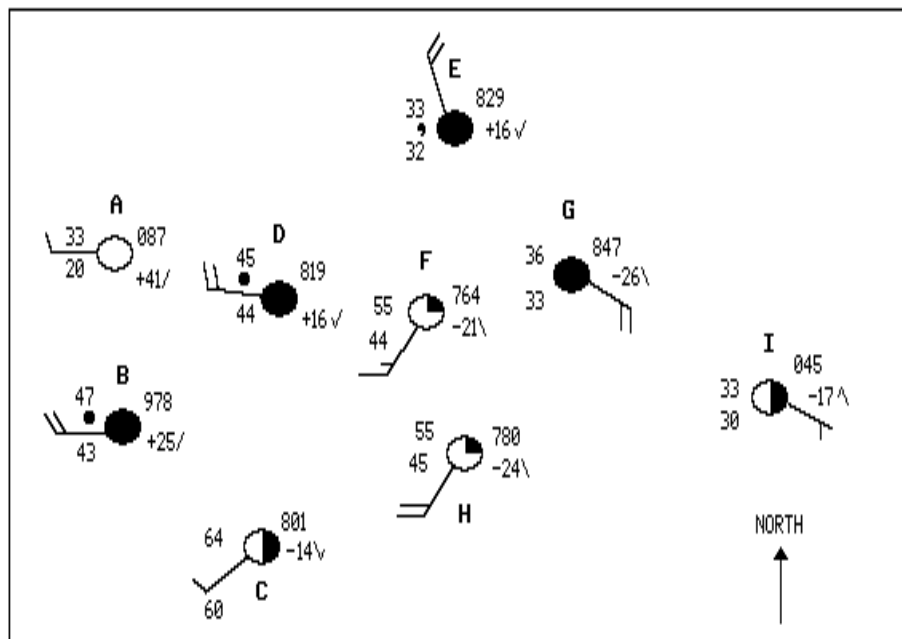 E
33 829
+16
32
A
33 087
20 +41/
D
45
819
44 +16
G
36 847
-26\
33
F
55 764
-21\
44
I
33 045
-17
30
B
47
978
43 +25/
55 780
45 -24\
H
64 801
-14
60 C
NORTH